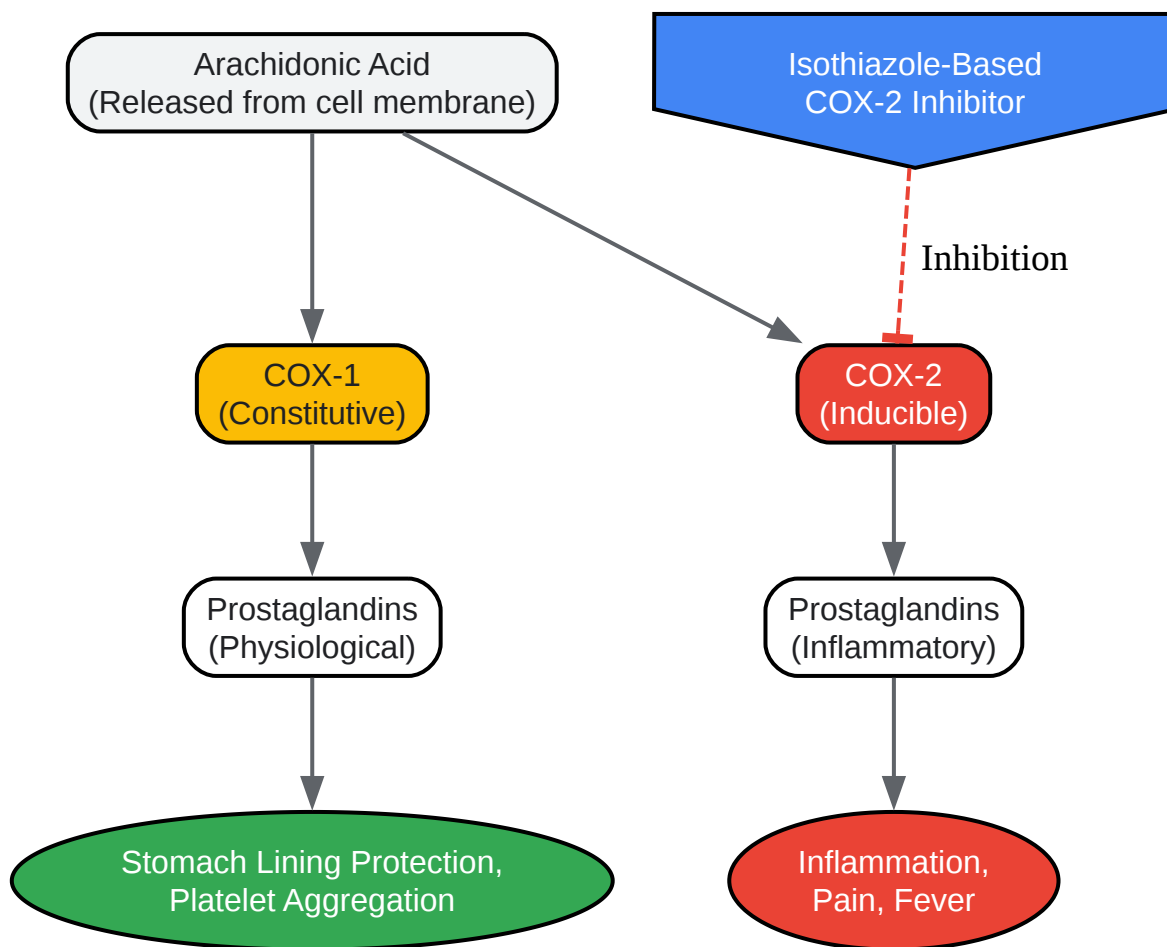 Arachidonic Acid
(Released from cell membrane)
Isothiazole-Based
COX-2 Inhibitor
Inhibition
COX-1
(Constitutive)
COX-2
(Inducible)
Prostaglandins
(Physiological)
Prostaglandins
(Inflammatory)
Stomach Lining Protection,
Platelet Aggregation
Inflammation,
Pain, Fever